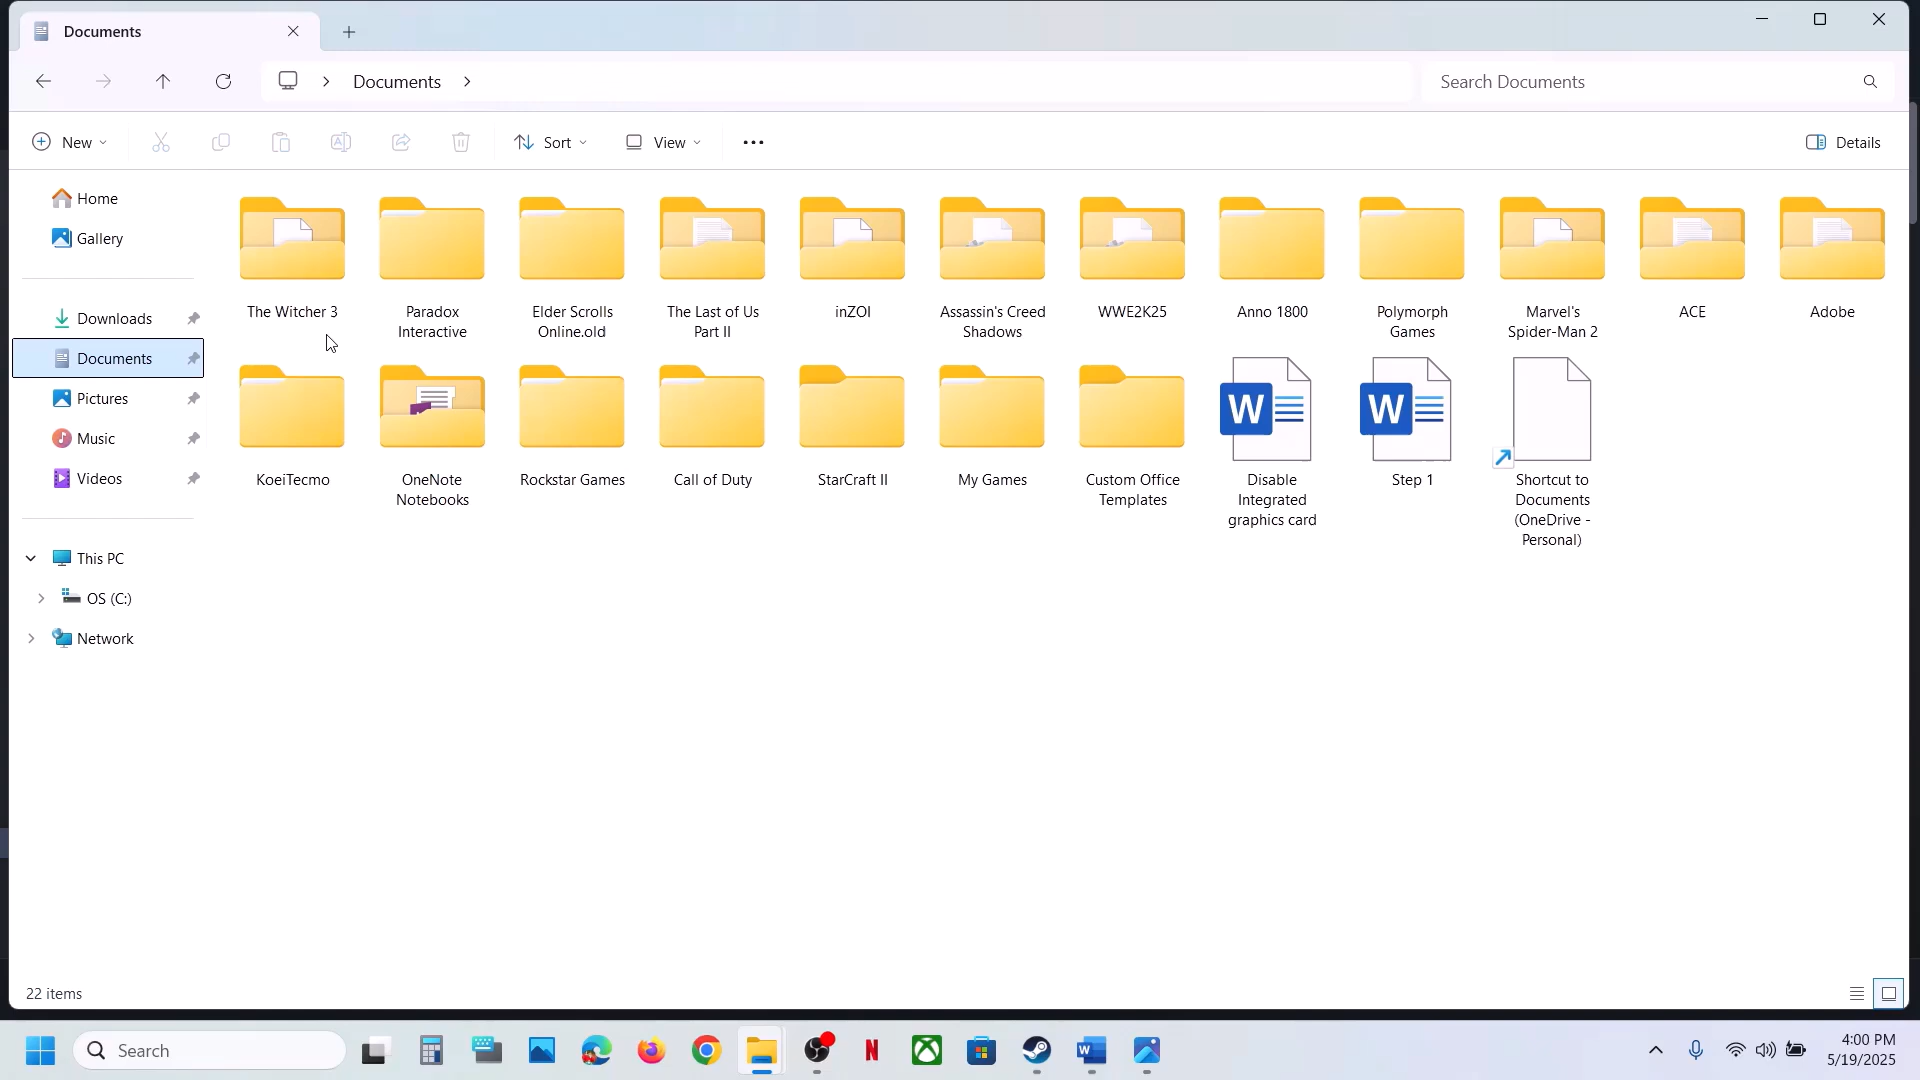 Documents
Documents
Search Documents
New
Sort
View
Details
Home
Gallery
Downloads
Documents
Pictures
Music
Videos
This PC
OS (C:)
Network
The Witcher 3
Paradox
Interactive
Elder Scrolls
Online.old
The Last of Us
Part II
inZOI
Assassin's Creed
Shadows
WWE2K25
Anno 1800
Polymorph
Games
Marvel's
Spider-Man 2
ACE
Adobe
KoeiTecmo
OneNote
Notebooks
Rockstar Games
Call of Duty
StarCraft II
My Games
Custom Office
Templates
W
Disable
Integrated
graphics card
W
Step 1
Shortcut to
Documents
(OneDrive -
Personal)
22 items
Search
N
W
4:00 PM
5/19/2025